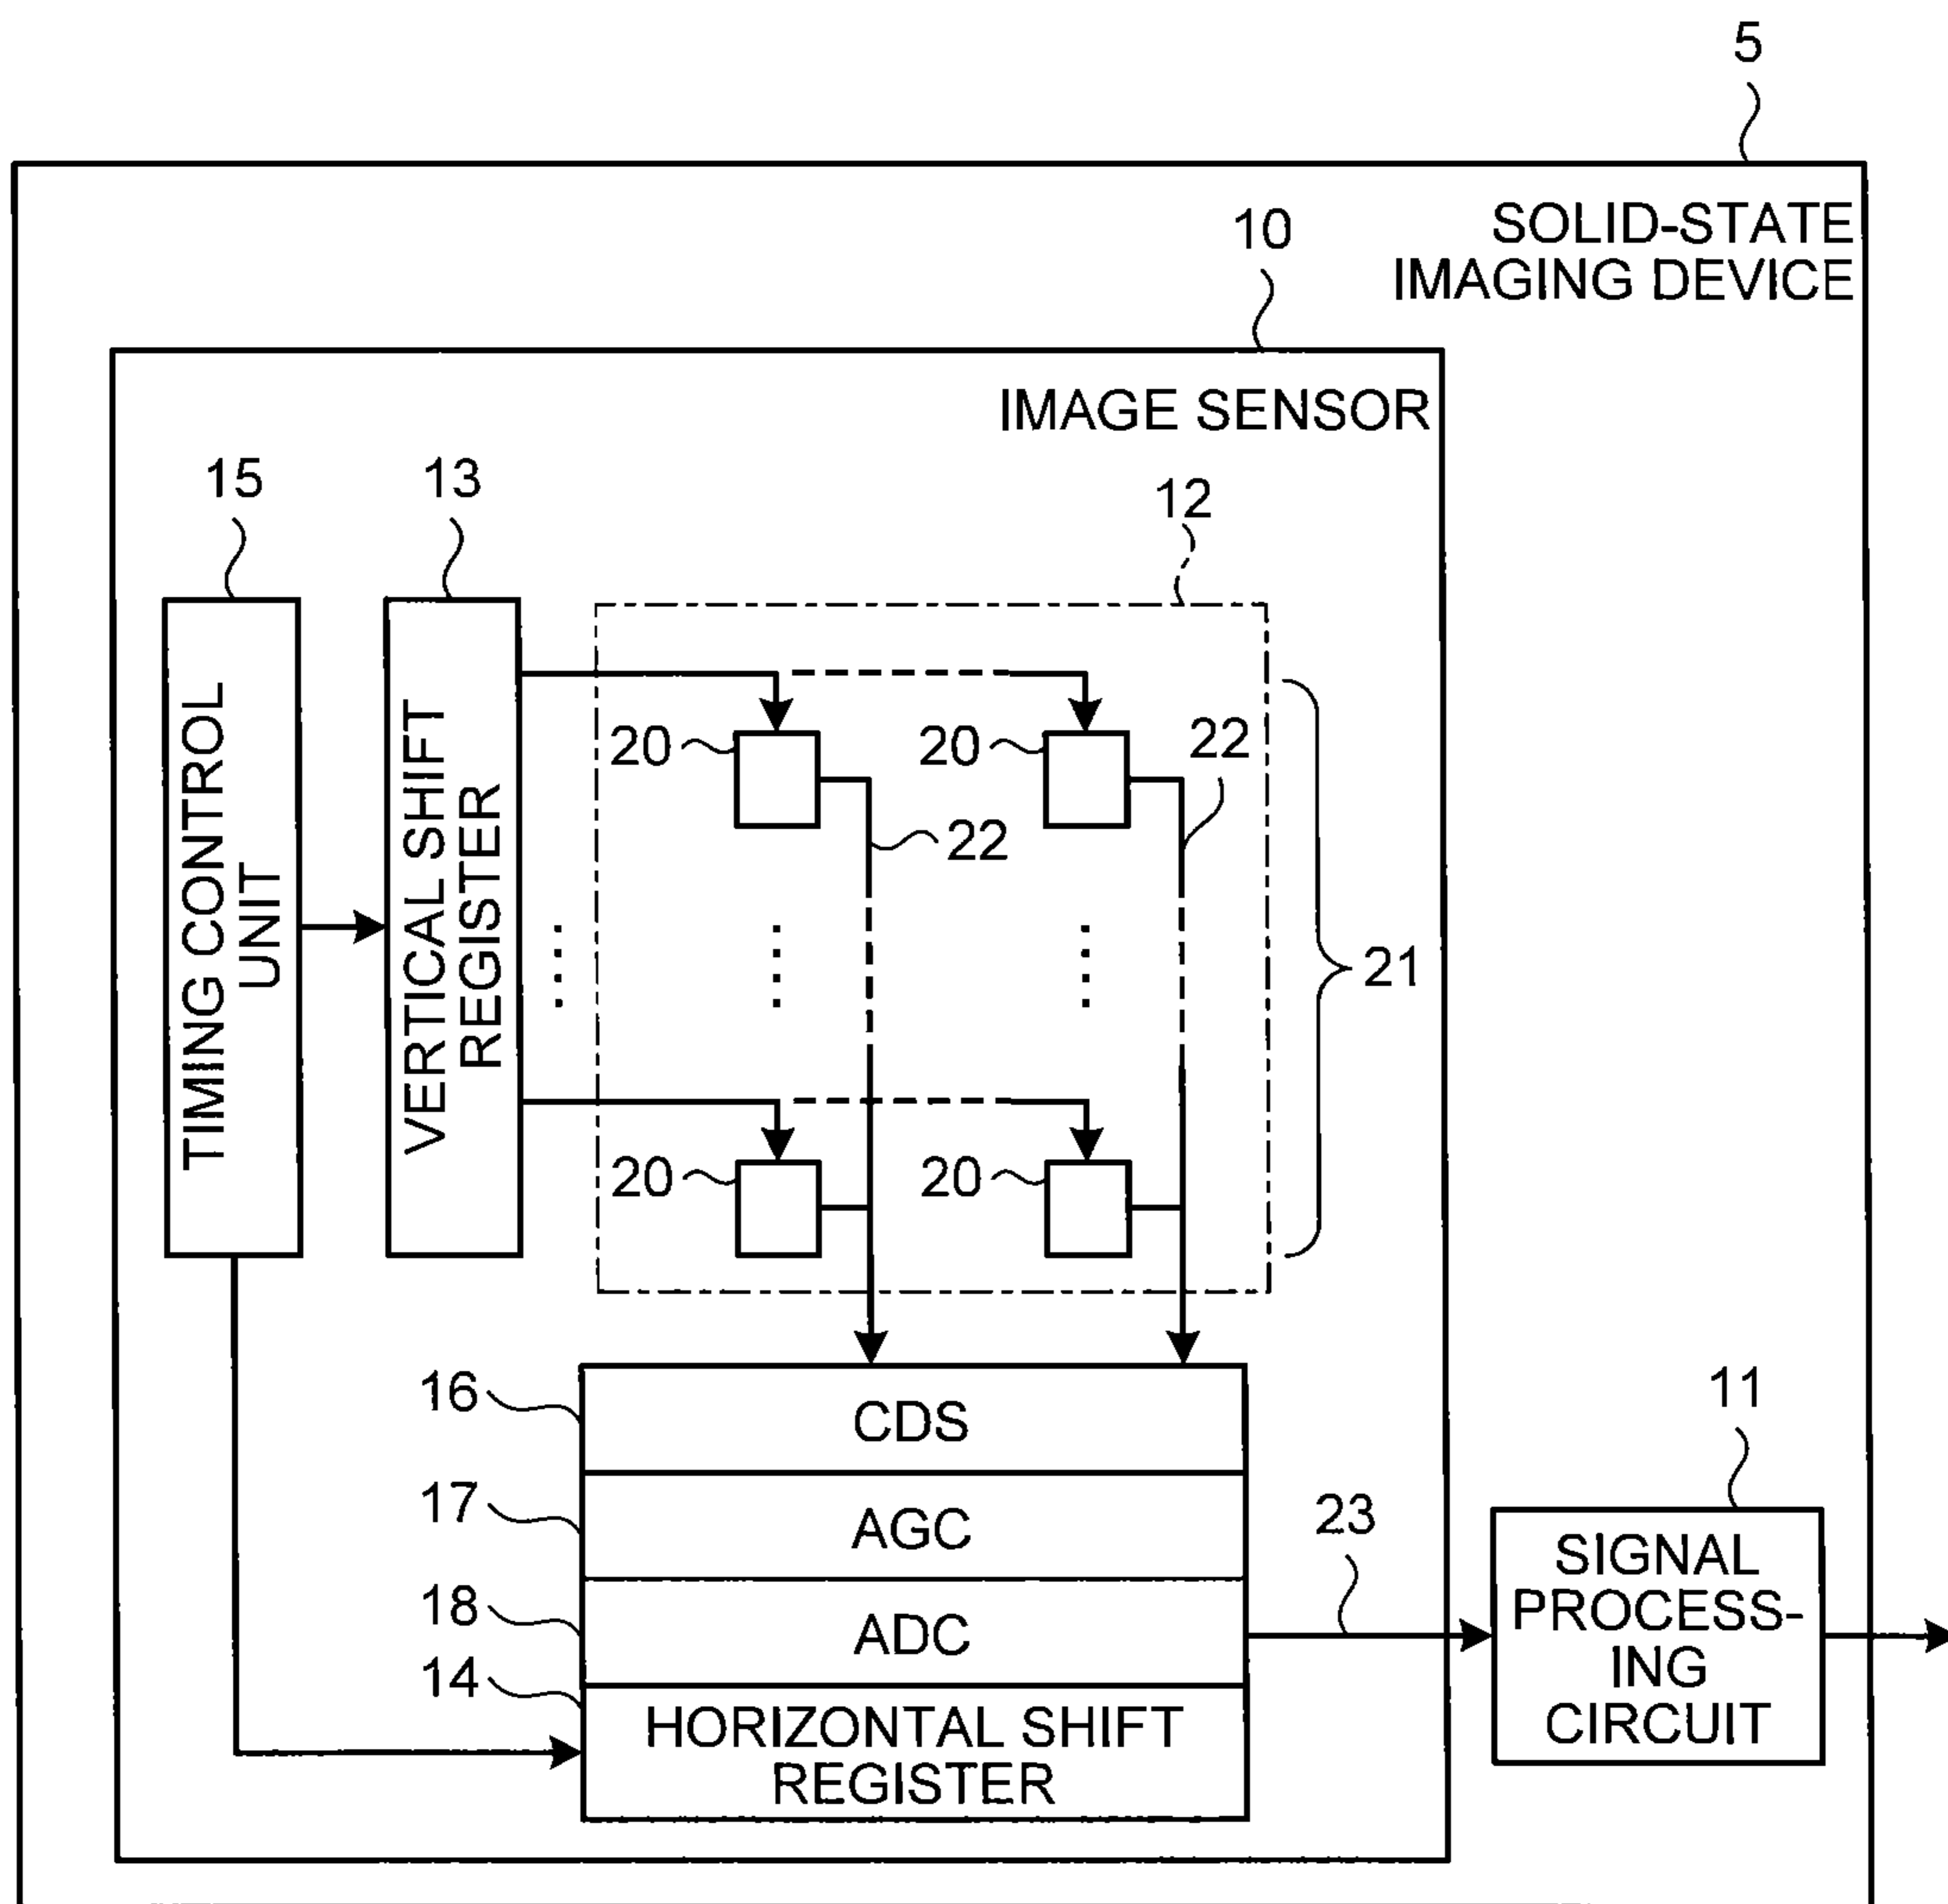 5
SOLID-STATE
IMAGING DEVICE
10
IMAGE SENSOR
15
13
12
TIMING CONTROL
UNIT
VERTICAL SHIFT
REGISTER
20
20
22
22
21
20
20
16
CDS
17
AGC
18
ADC
14
HORIZONTAL SHIFT
REGISTER
23
11
SIGNAL
PROCESS-
ING
CIRCUIT